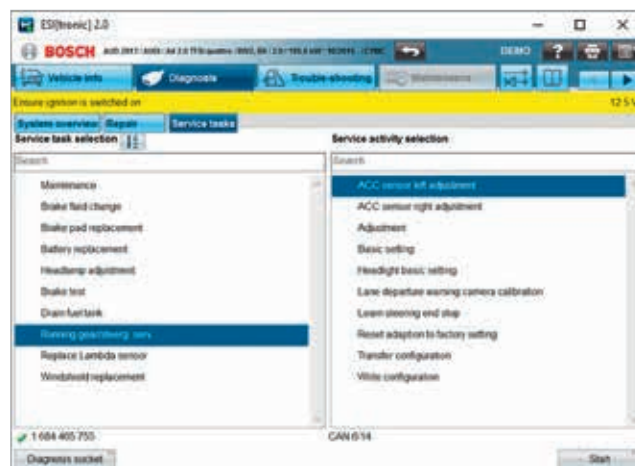 ESI[tronic] 2.0
BOSCH DEMO ?
Vehicle info Diagnosis Trouble-shooting Maintenance
Ensure ignition is switched on 12.5 V
System overview Repair Service tasks
Service task selection Service activity selection
Search Search
Maintenance ACC sensor left adjustment
Brake fluid change ACC sensor right adjustment
Brake pad replacement Adjustment
Battery replacement Basic setting
Headlamp adjustment Headlight basic setting
Brake test Lane departure warning camera calibration
Drain fuel tank Learn steering end stop
Running gear/steerg. serv. Reset adaption to factory setting
Replace Lambda sensor Transfer configuration
Windshield replacement Write configuration
1 684 465 755 CAN 6/14
Diagnosis socket Start